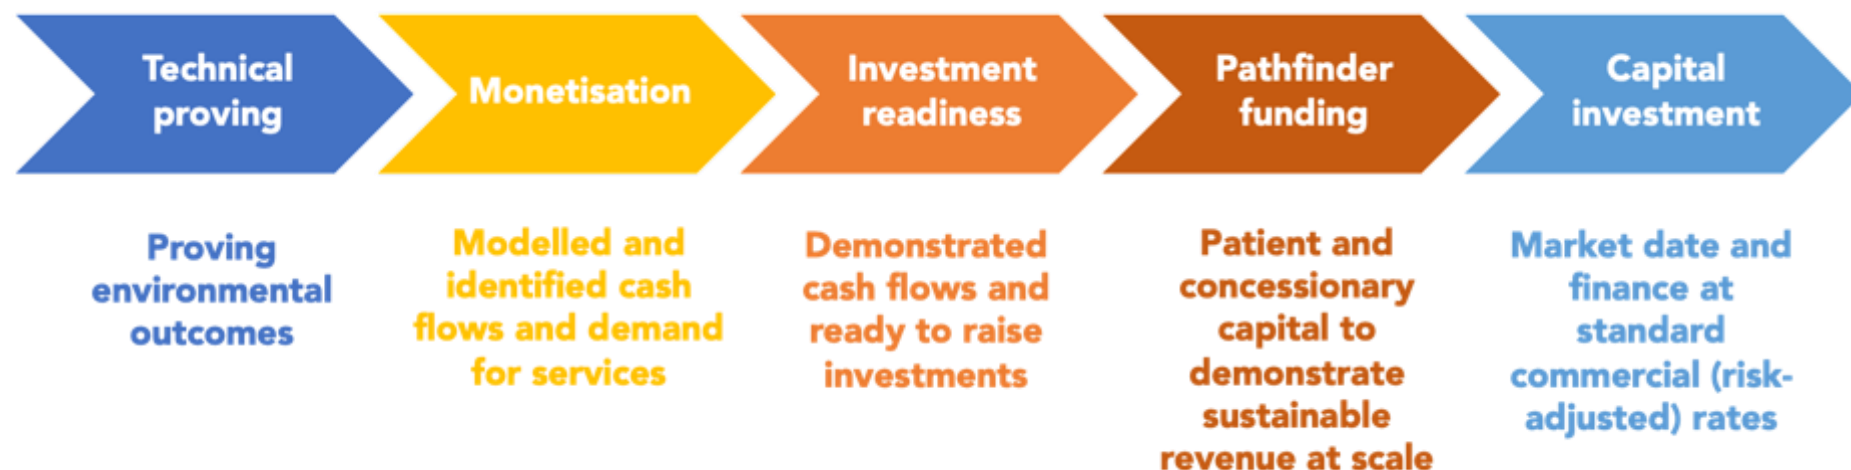 Technical
proving
Monetisation
Investment
readiness
Pathfinder
funding
Capital
investment
Proving
environmental
outcomes
Modelled and
identified cash
flows and demand
for services
Demonstrated
cash flows and
ready to raise
investments
Patient and
concessionary
capital to
demonstrate
sustainable
revenue at scale
Market date and
finance at
standard
commercial (risk-
adjusted) rates